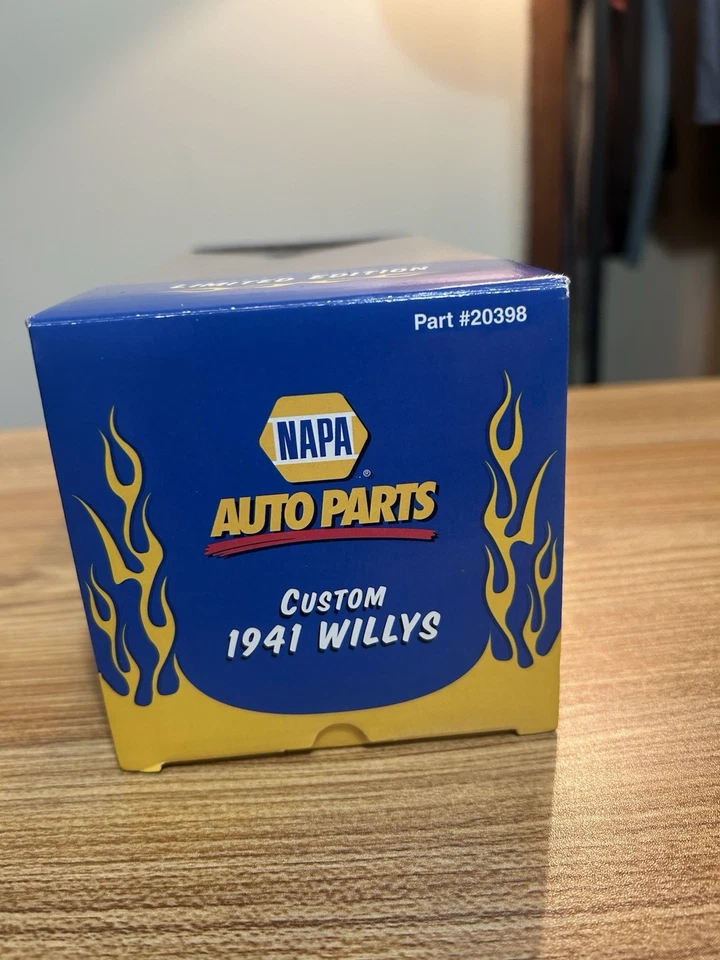 LIMITED EDITION
Part #20398
NAPA
®
AUTO PARTS
CUSTOM
1941 WILLYS